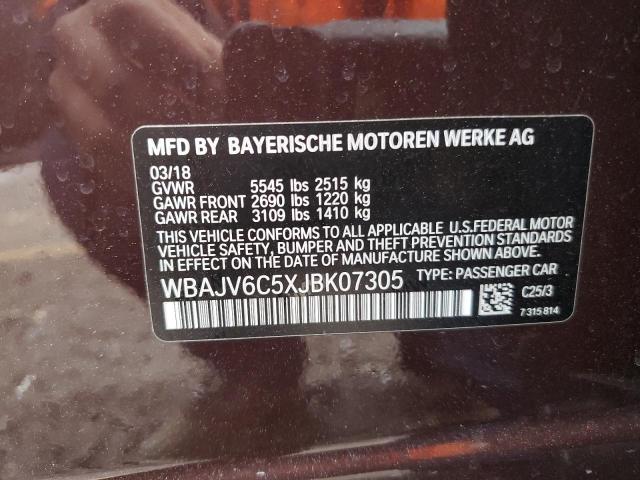 MFD BY BAYERISCHE MOTOREN WERKE AG
03/18
GVWR 5545 lbs 2515 kg
GAWR FRONT 2690 lbs 1220 kg
GAWR REAR 3109 lbs 1410 kg
THIS VEHICLE CONFORMS TO ALL APPLICABLE U.S.FEDERAL MOTOR
VEHICLE SAFETY, BUMPER AND THEFT PREVENTION STANDARDS
IN EFFECT ON THE DATE OF MANUFACTURE SHOWN ABOVE.
WBAJV6C5XJBK07305 TYPE: PASSENGER CAR
C25/3
7 315 814